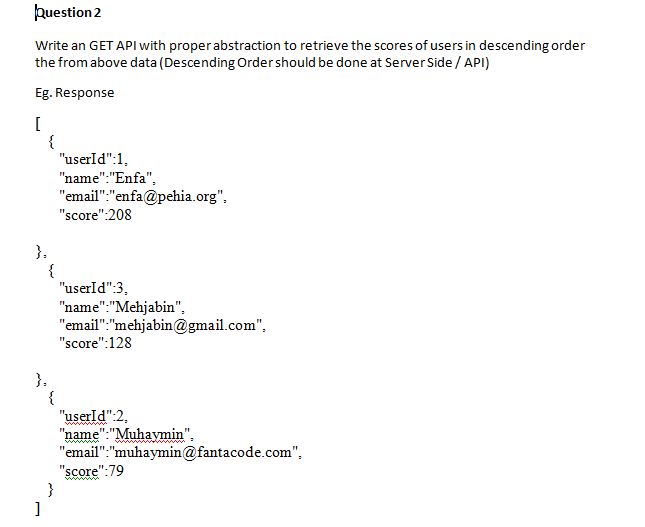 Question 2
Write an GET API with proper abstraction to retrieve the scores of users in descending order
the from above data (Descending Order should be done at Server Side / API)
Eg. Response
[
{
"userId":1,
"name":"Enfa",
"email":"enfa@pehia.org",
"score":208
},
{
"userId":3,
"name":"Mehjabin",
"email":"mehjabin@gmail.com",
"score":128
},
{
"userId":2,
"name":"Muhaymin",
"email":"muhaymin@fantacode.com",
"score":79
}
]